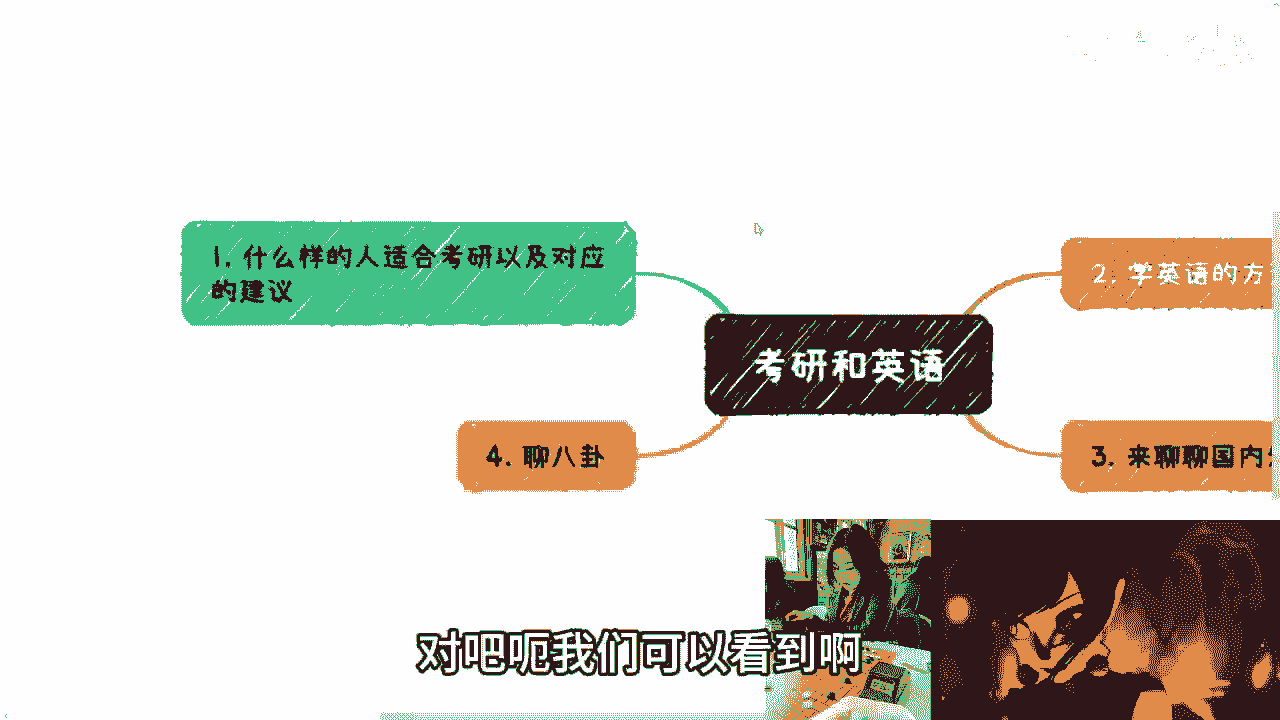 1. 什么样的人适合考研以及对应
的建议
2. 学英语的方
考研和英语
4. 聊八卦
3. 来聊聊国内
对吧呃我们可以看到啊